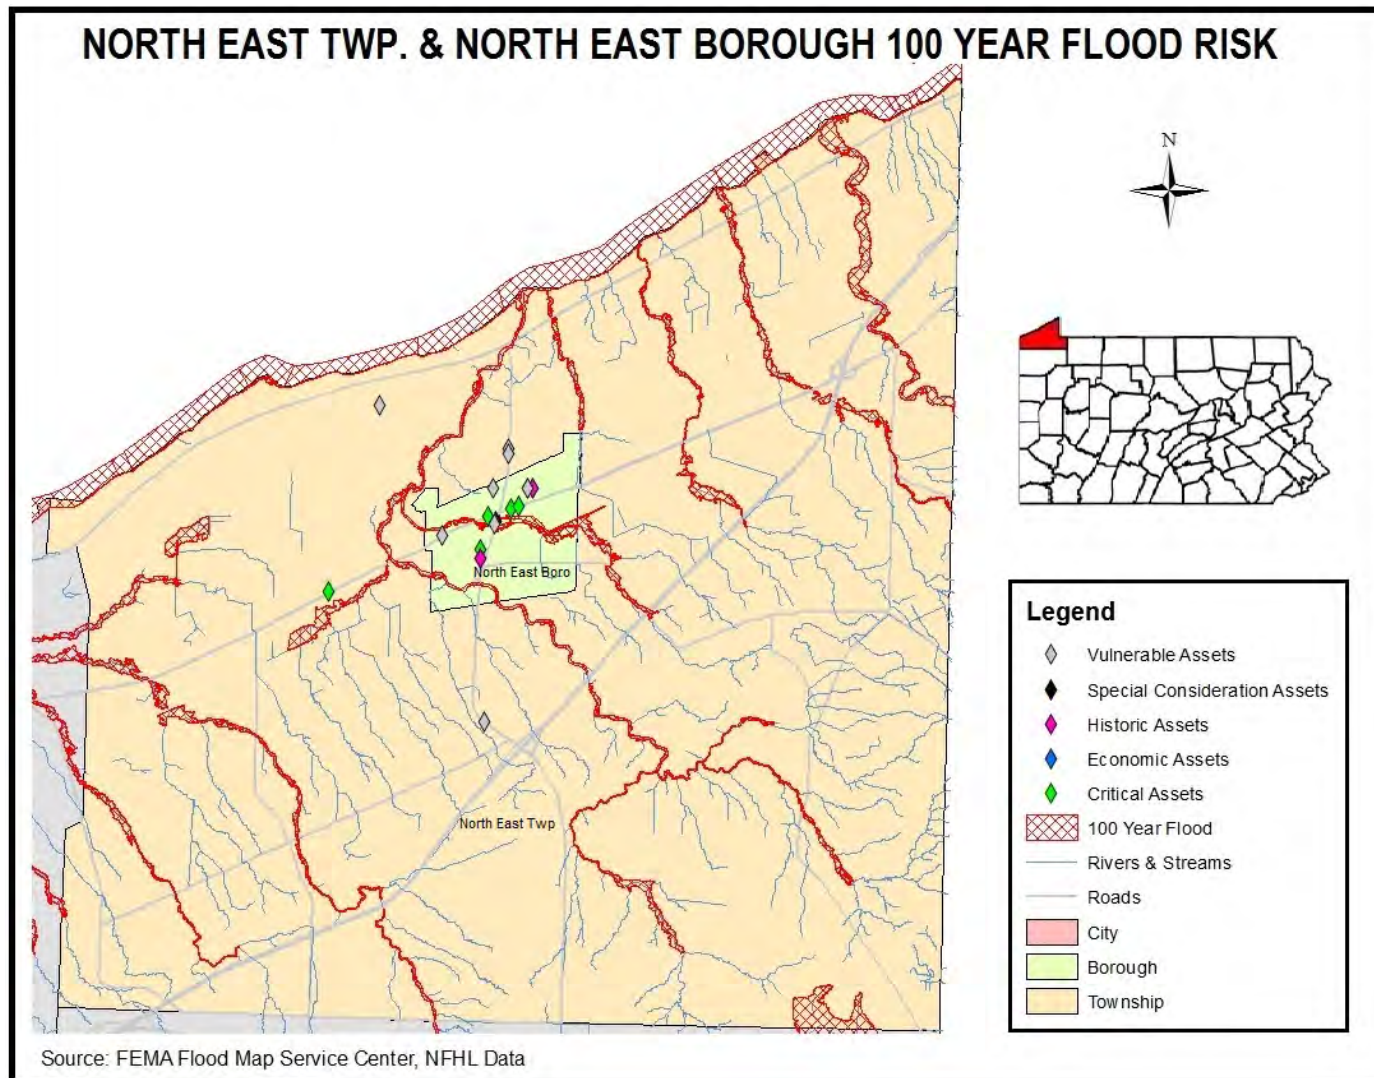 NORTH EAST TWP. & NORTH EAST BOROUGH 100 YEAR FLOOD RISK
N
North East Boro
North East Twp
Legend
Vulnerable Assets
Special Consideration Assets
Historic Assets
Economic Assets
Critical Assets
100 Year Flood
Rivers & Streams
Roads
City
Borough
Township
Source: FEMA Flood Map Service Center, NFHL Data